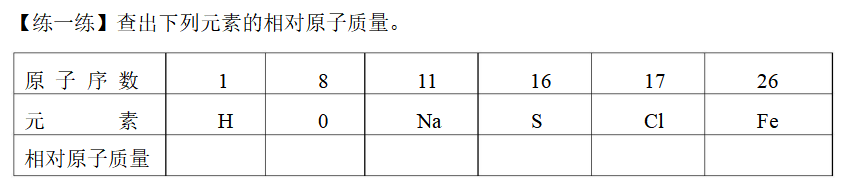 【练一练】查出下列元素的相对原子质量。
原 子 序 数 1 8 11 16 17 26
元 素 H 0 Na S Cl Fe
相对原子质量